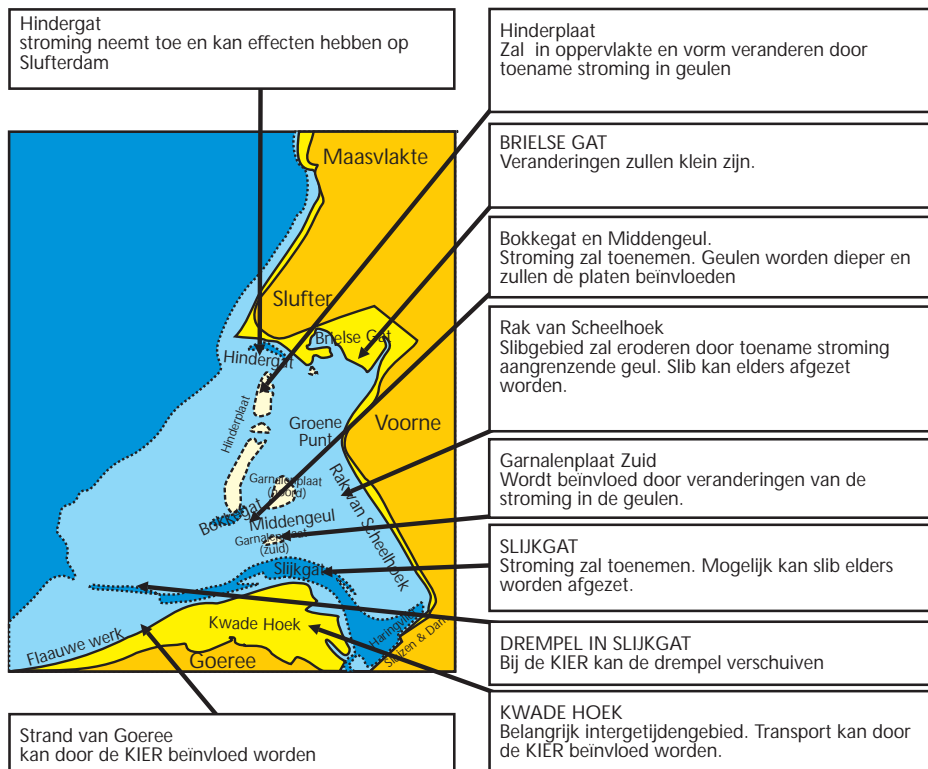 Hindergat
stroming neemt toe en kan effecten hebben op
Slufterdam
Hinderplaat
Zal in oppervlakte en vorm veranderen door
toename stroming in geulen
BRIELSE GAT
Veranderingen zullen klein zijn.
Bokkegat en Middengeul.
Stroming zal toenemen. Geulen worden dieper en
zullen de platen beïnvloeden
Rak van Scheelhoek
Slibgebied zal eroderen door toename stroming
aangrenzende geul. Slib kan elders afgezet
worden.
Garnalenplaat Zuid
Wordt beïnvloed door veranderingen van de
stroming in de geulen.
SLIJKGAT
Stroming zal toenemen. Mogelijk kan slib elders
worden afgezet.
DREMPEL IN SLIJKGAT
Bij de KIER kan de drempel verschuiven
KWADE HOEK
Belangrijk intergetijdengebied. Transport kan door
de KIER beïnvloed worden.
Strand van Goeree
kan door de KIER beïnvloed worden
Maasvlakte
Slufter
Brielse Gat
Hindergat
Hinderplaat
Groene
Punt
Voorne
Garnalenplaat
(noord)
Rak van Scheelhoek
Bokkegat
Middengeul
Garnalenplaat
(zuid)
Slijkgat
Kwade Hoek
Haringvliet
Sluizen & Dam
Flaauwe werk
Goeree